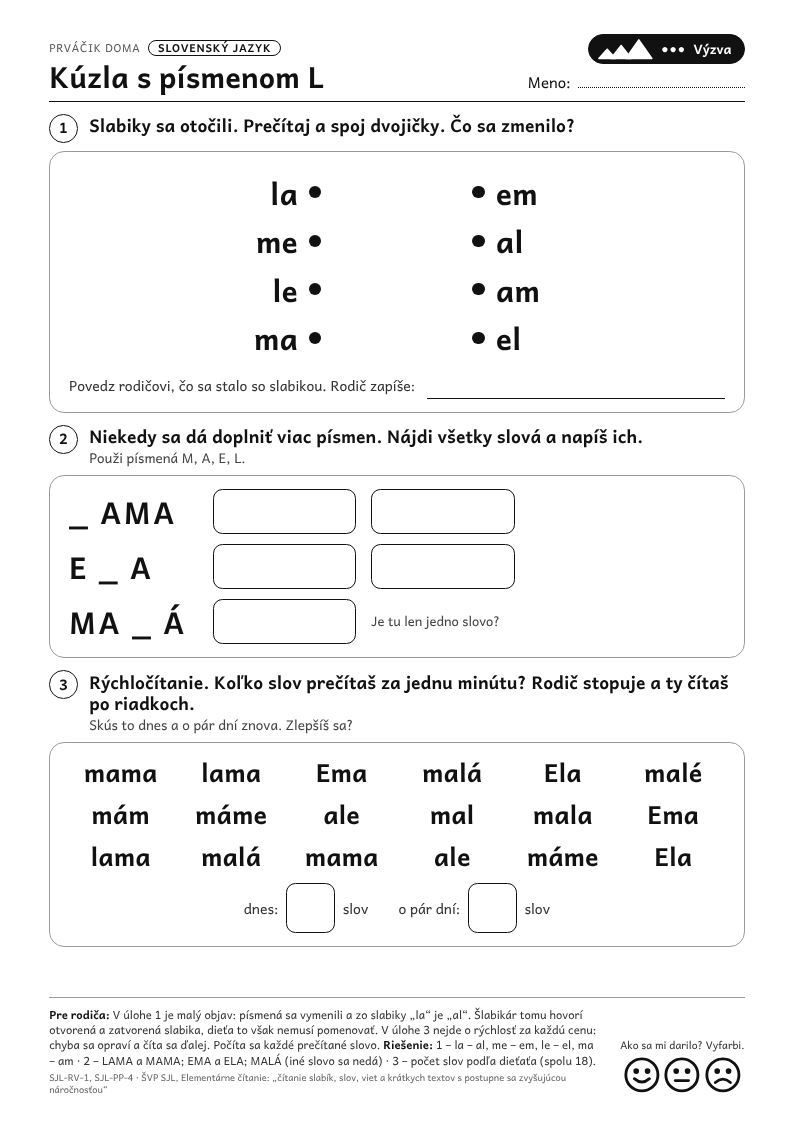 PRVÁČIK DOMA SLOVENSKÝ JAZYK
Výzva
Kúzla s písmenom L
Meno:
1 Slabiky sa otočili. Prečítaj a spoj dvojičky. Čo sa zmenilo?
la • • em
me • • al
le • • am
ma • • el
Povedz rodičovi, čo sa stalo so slabikou. Rodič zapíše:
2 Niekedy sa dá doplniť viac písmen. Nájdi všetky slová a napíš ich.
Použi písmená M, A, E, L.
_ AMA
E _ A
MA _ Á Je tu len jedno slovo?
3 Rýchločítanie. Koľko slov prečítaš za jednu minútu? Rodič stopuje a ty čítaš
po riadkoch.
Skús to dnes a o pár dní znova. Zlepšíš sa?
mama lama Ema malá Ela malé
mám máme ale mal mala Ema
lama malá mama ale máme Ela
dnes: slov o pár dní: slov
Pre rodiča: V úlohe 1 je malý objav: písmená sa vymenili a zo slabiky „la“ je „al“. Šlabikár tomu hovorí
otvorená a zatvorená slabika, dieťa to však nemusí pomenovať. V úlohe 3 nejde o rýchlosť za každú cenu:
chyba sa opraví a číta sa ďalej. Počíta sa každé prečítané slovo. Riešenie: 1 – la – al, me – em, le – el, ma
– am · 2 – LAMA a MAMA; EMA a ELA; MALÁ (iné slovo sa nedá) · 3 – počet slov podľa dieťaťa (spolu 18).
SJL-RV-1, SJL-PP-4 · ŠVP SJL, Elementárne čítanie: „čítanie slabík, slov, viet a krátkych textov s postupne sa zvyšujúcou
náročnosťou“
Ako sa mi darilo? Vyfarbi.